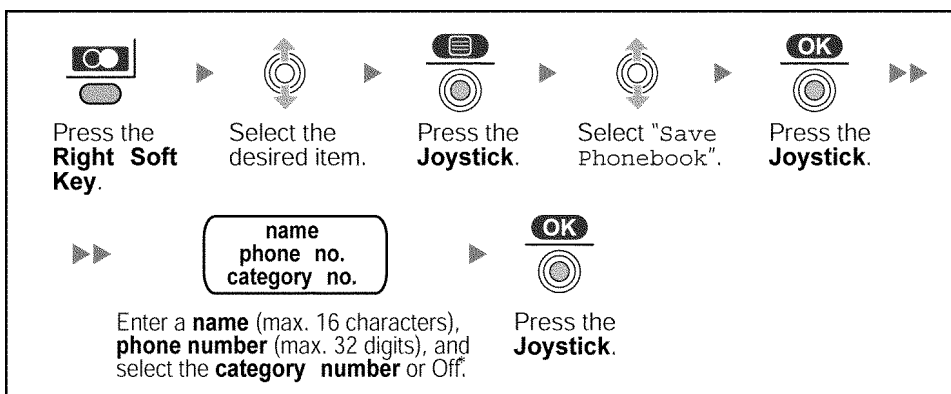 OK
Press the
Right Soft
Key.
Select the
desired item.
Press the
Joystick.
Select "Save
Phonebook".
Press the
Joystick.
name
phone no.
category no.
OK
Enter a name (max. 16 characters),
phone number (max. 32 digits), and
select the category number or Off*.
Press the
Joystick.